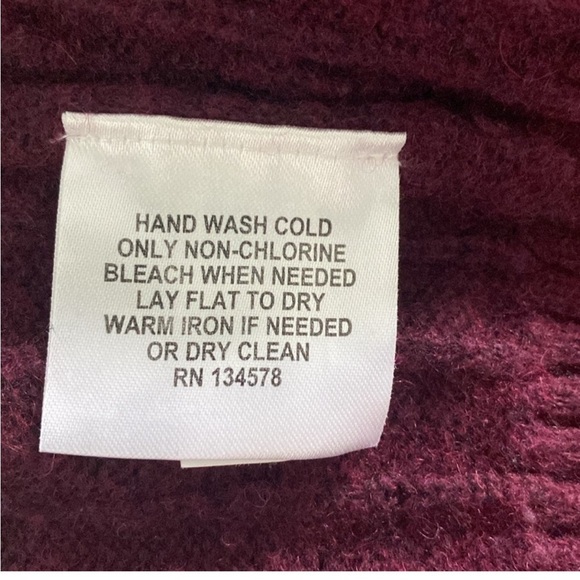 HAND WASH COLD
ONLY NON-CHLORINE
BLEACH WHEN NEEDED
LAY FLAT TO DRY
WARM IRON IF NEEDED
OR DRY CLEAN
RN 134578